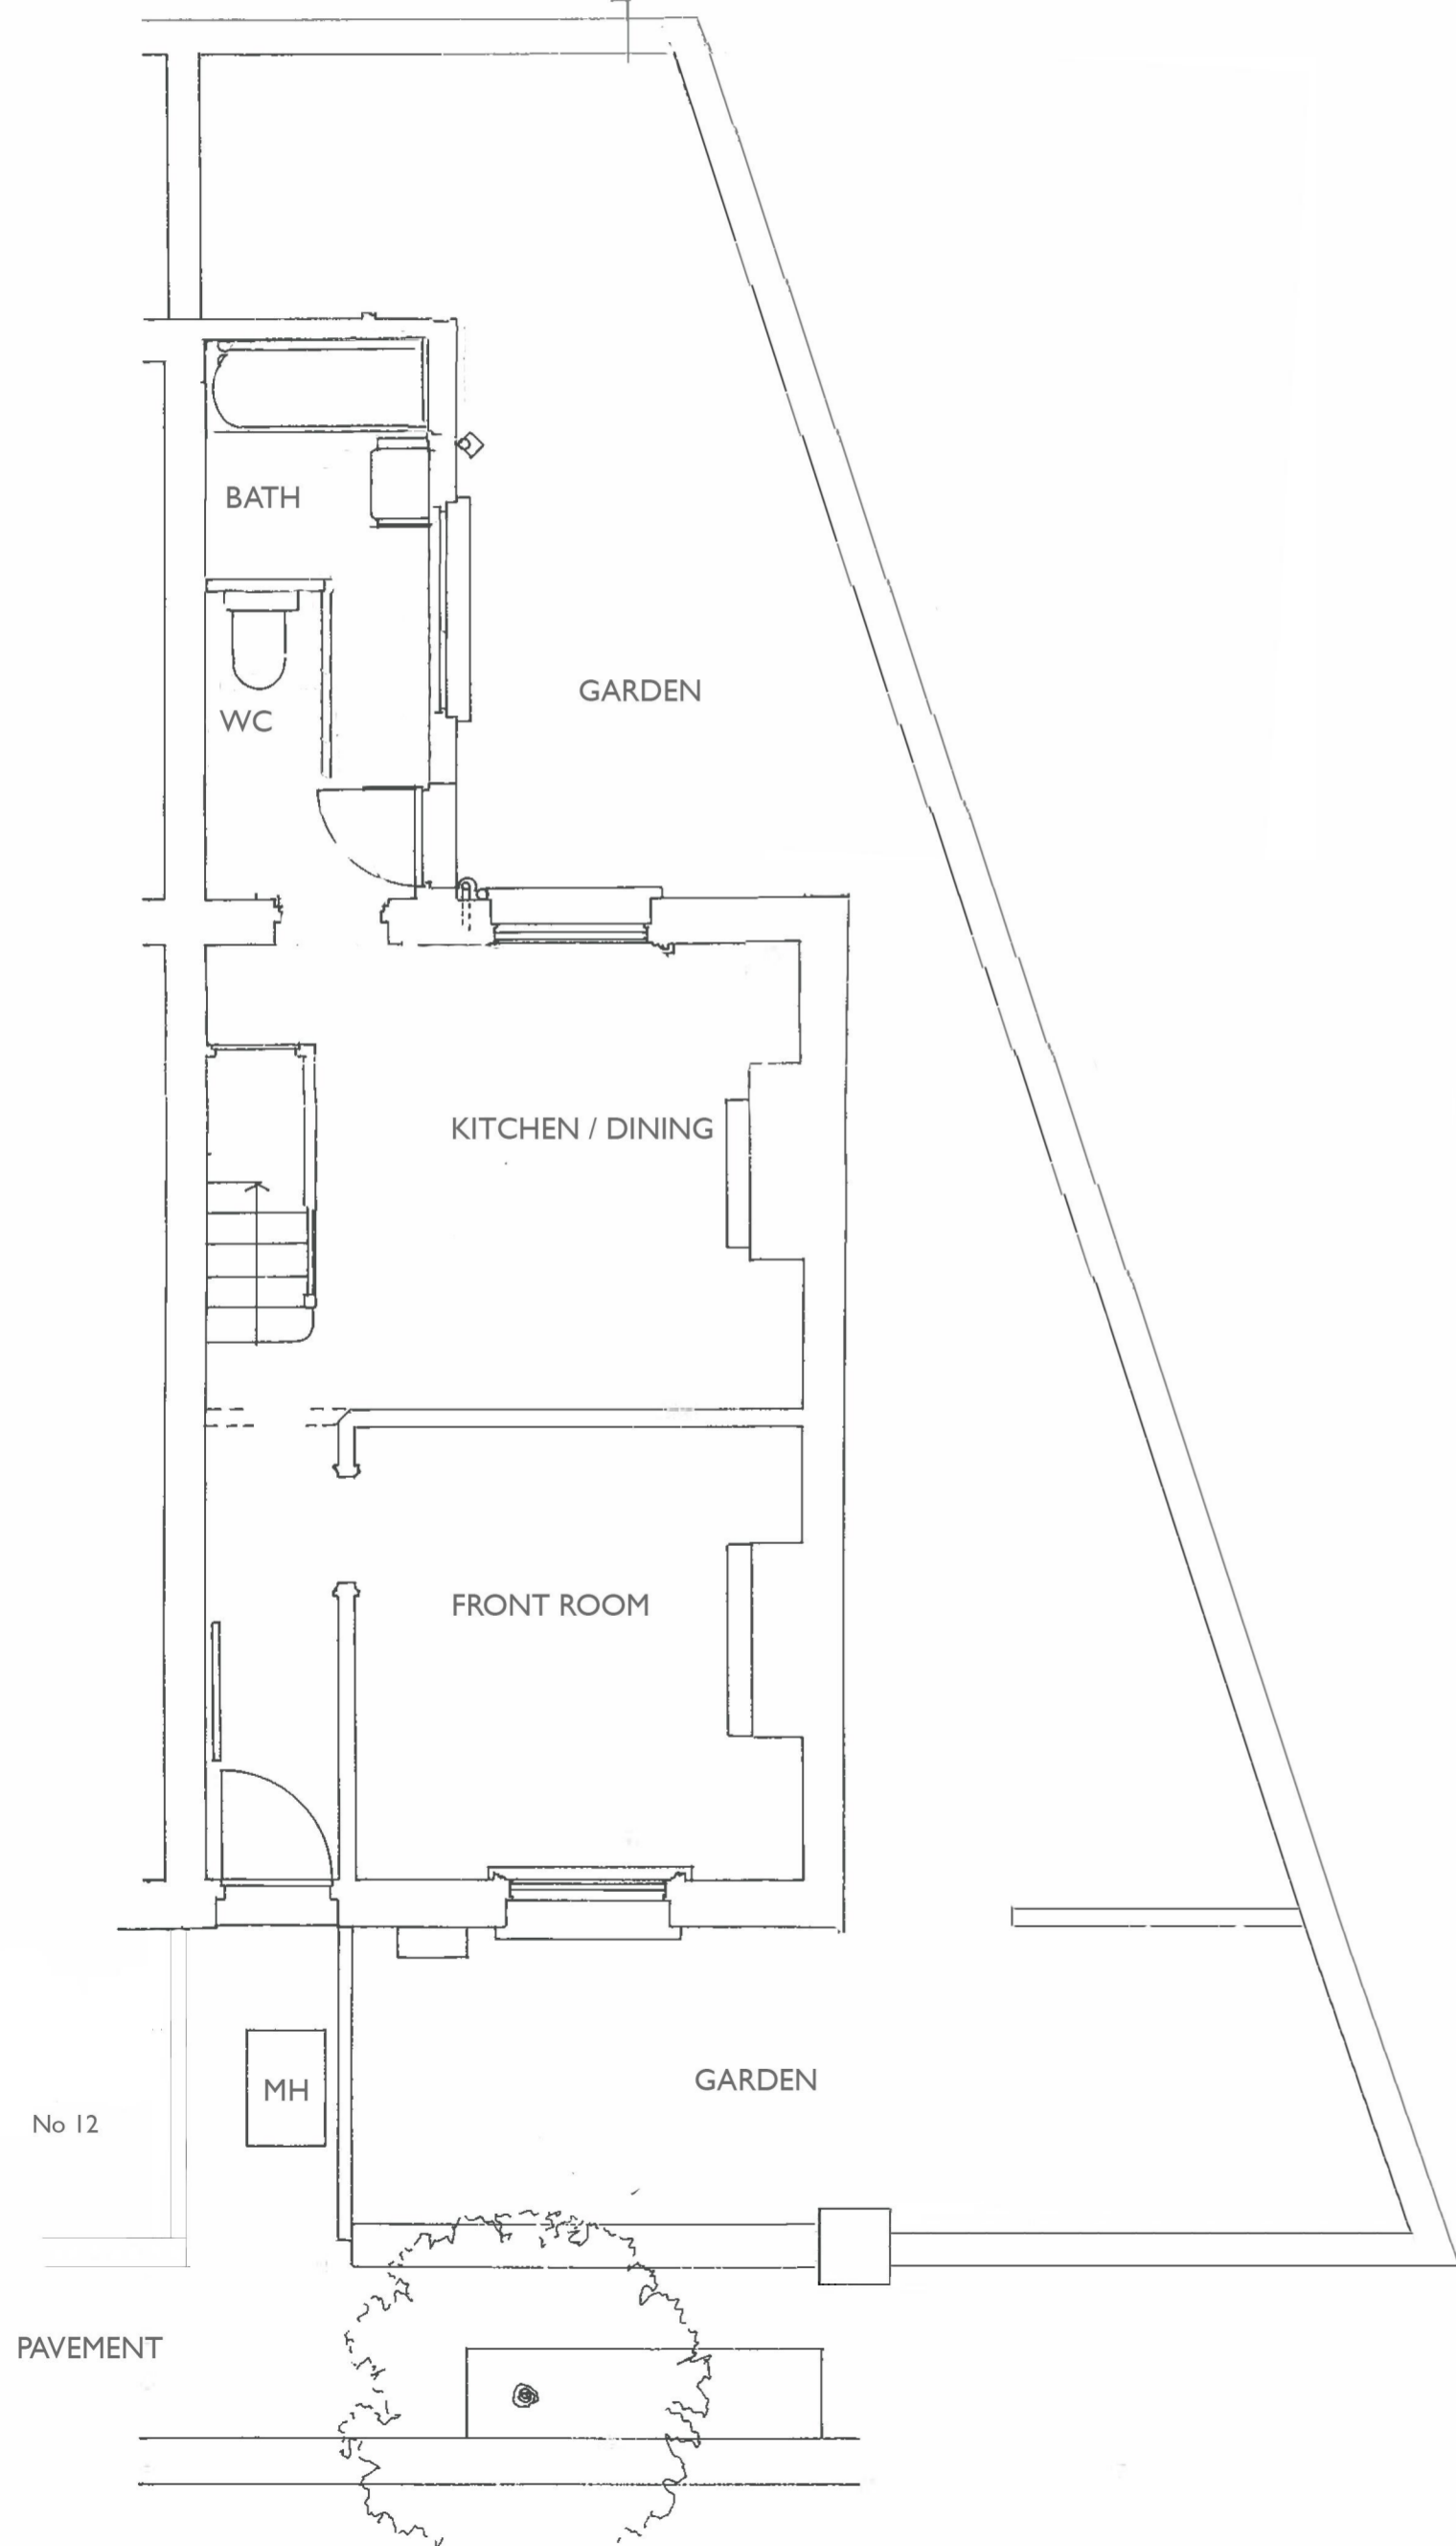 BATH
GARDEN
WC
KITCHEN / DINING
FRONT ROOM
GARDEN
MH
No 12
PAVEMENT